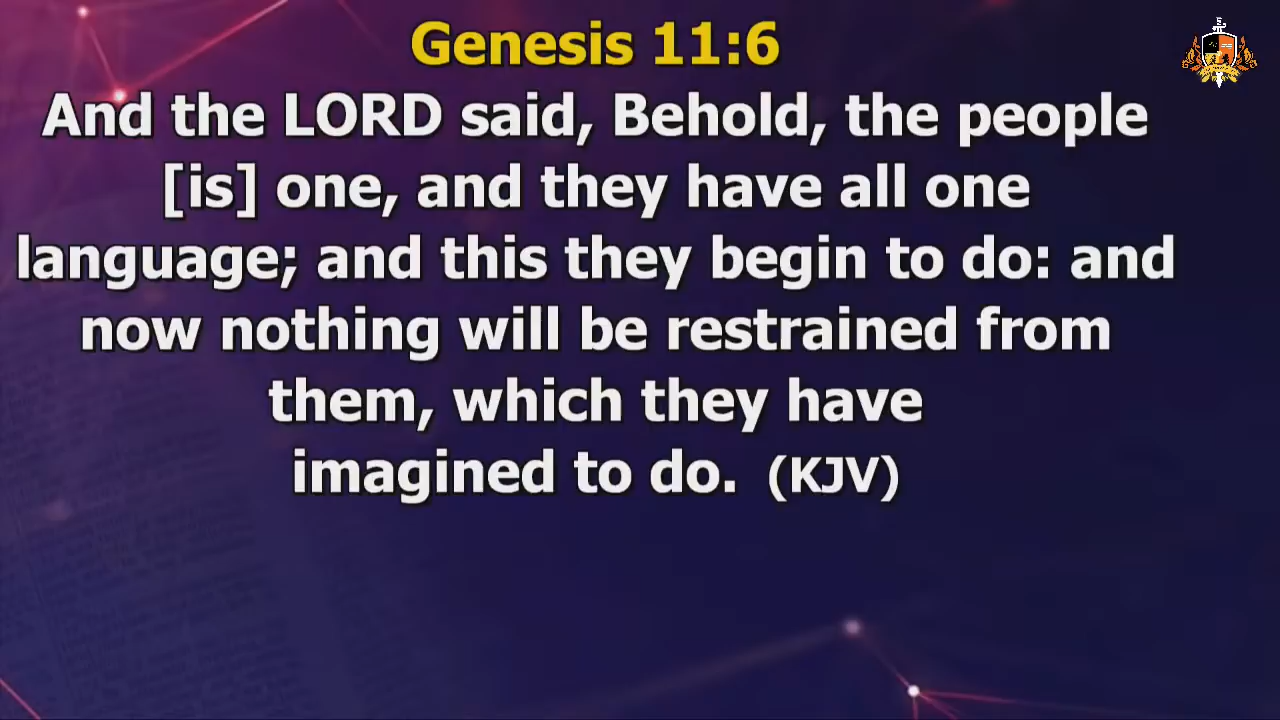 Genesis 11:6
And the LORD said, Behold, the people
[is] one, and they have all one
language; and this they begin to do: and
now nothing will be restrained from
them, which they have
imagined to do. (KJV)